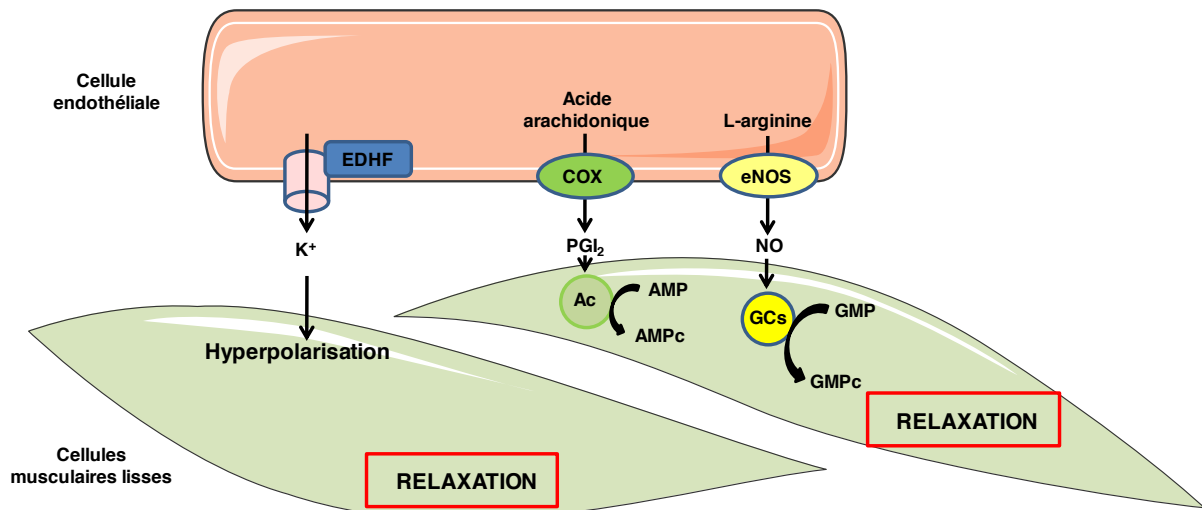 Cellule
endothéliale
Acide
arachidonique
L-arginine
EDHF
COX
eNOS
K+
PGI2
NO
Ac
AMP
AMPc
GCs
GMP
GMPc
Hyperpolarisation
RELAXATION
Cellules
musculaires lisses
RELAXATION